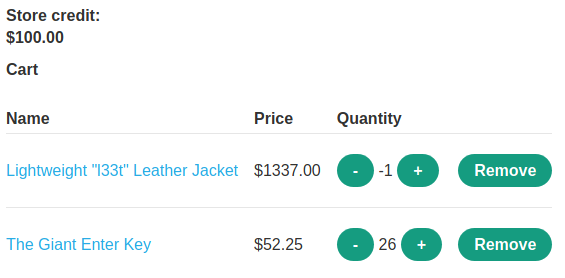 Store credit:
$100.00
Cart
Name Price Quantity
Lightweight "l33t" Leather Jacket $1337.00 - -1 + Remove
The Giant Enter Key $52.25 - 26 + Remove